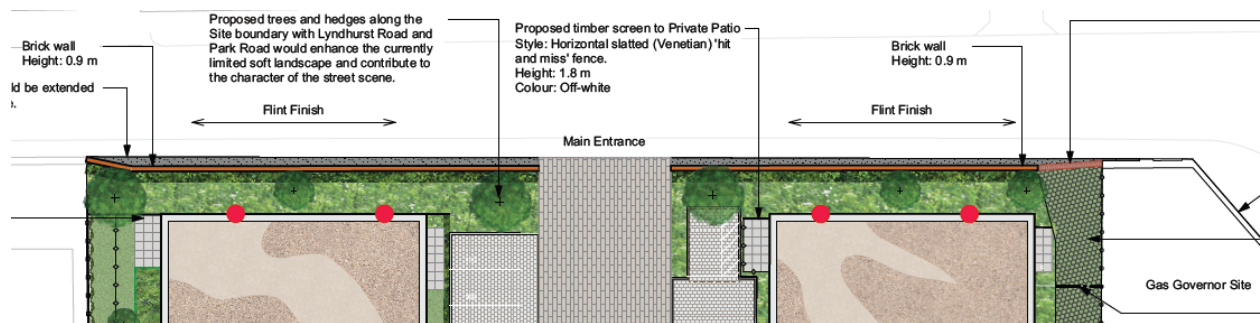 Proposed trees and hedges along the
Site boundary with Lyndhurst Road and
Park Road would enhance the currently
limited soft landscape and contribute to
the character of the street scene.
Proposed timber screen to Private Patio
Style: Horizontal slatted (Venetian) 'hit
and miss' fence.
Height: 1.8 m
Colour: Off-white
Brick wall
Height: 0.9 m
Brick wall
Height: 0.9 m
ld be extended
e.
Flint Finish
Flint Finish
Main Entrance
Gas Governor Site